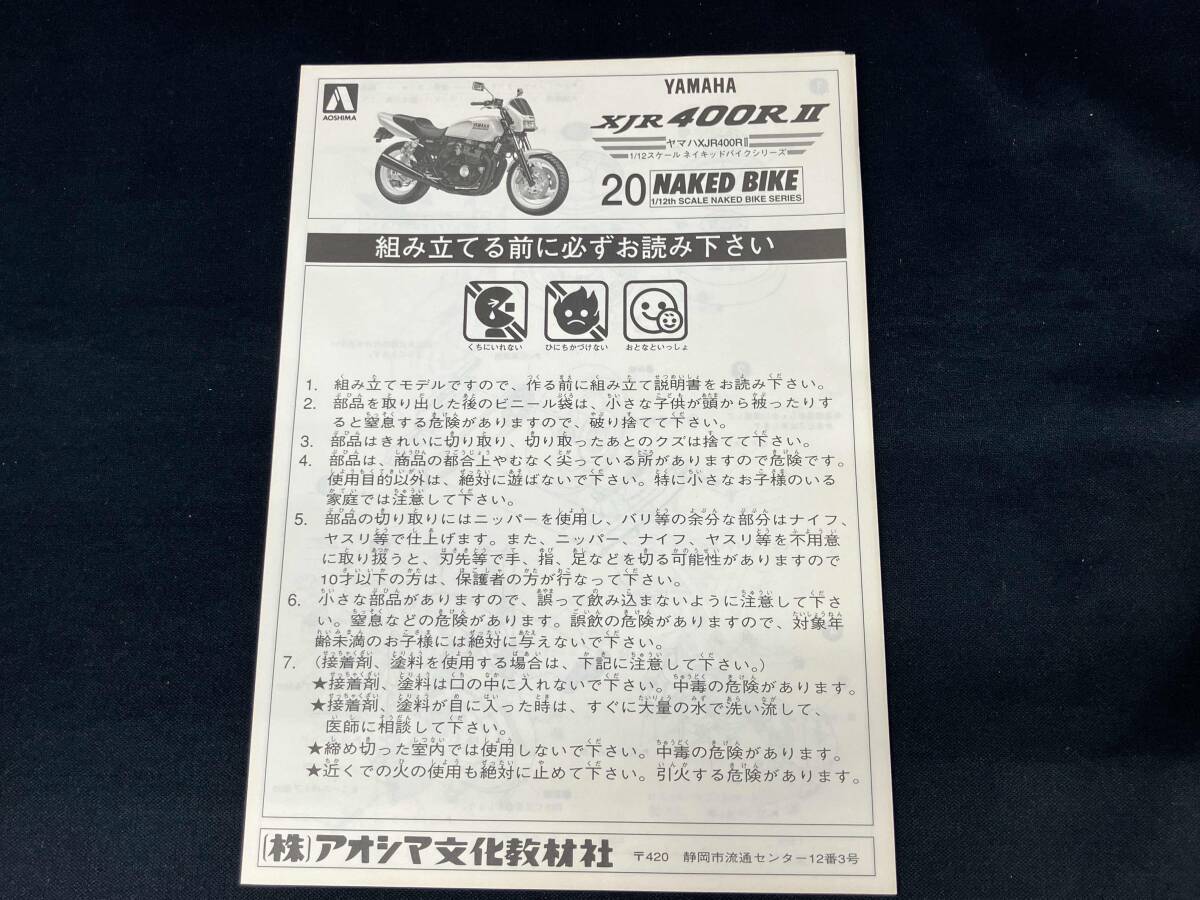 AOSHIMA
YAMAHA
XJR 400R II
ヤマハXJR400RII
1/12スケール ネイキッドバイクシリーズ
20 NAKED BIKE
1/12th SCALE NAKED BIKE SERIES
組み立てる前に必ずお読み下さい
くちにいれない
ひにちかづけない
おとなといっしょ
1. 組み立てモデルですので、作る前に組み立て説明書をお読み下さい。
2. 部品を取り出した後のビニール袋は、小さな子供が頭から被ったりす
ると窒息する危険がありますので、破り捨てて下さい。
3. 部品はきれいに切り取り、切り取ったあとのクズは捨てて下さい。
4. 部品は、商品の都合上やむなく尖っている所がありますので危険です。
使用目的以外は、絶対に遊ばないで下さい。特に小さなお子様のいる
家庭では注意して下さい。
5. 部品の切り取りにはニッパーを使用し、バリ等の余分な部分はナイフ、
ヤスリ等で仕上げます。また、ニッパー、ナイフ、ヤスリ等を不用意
に取り扱うと、刃先等で手、指、足などを切る可能性がありますので
10才以下の方は、保護者の方が行なって下さい。
6. 小さな部品がありますので、誤って飲み込まないように注意して下さ
い。窒息などの危険があります。誤飲の危険がありますので、対象年
齢未満のお子様には絶対に与えないで下さい。
7. (接着剤、塗料を使用する場合は、下記に注意して下さい。)
★接着剤、塗料は口の中に入れないで下さい。中毒の危険があります。
★接着剤、塗料が目に入った時は、すぐに大量の水で洗い流して、
医師に相談して下さい。
★締め切った室内では使用しないで下さい。中毒の危険があります。
★近くでの火の使用も絶対に止めて下さい。引火する危険があります。
(株)アオシマ文化教材社 〒420 静岡市流通センター12番3号